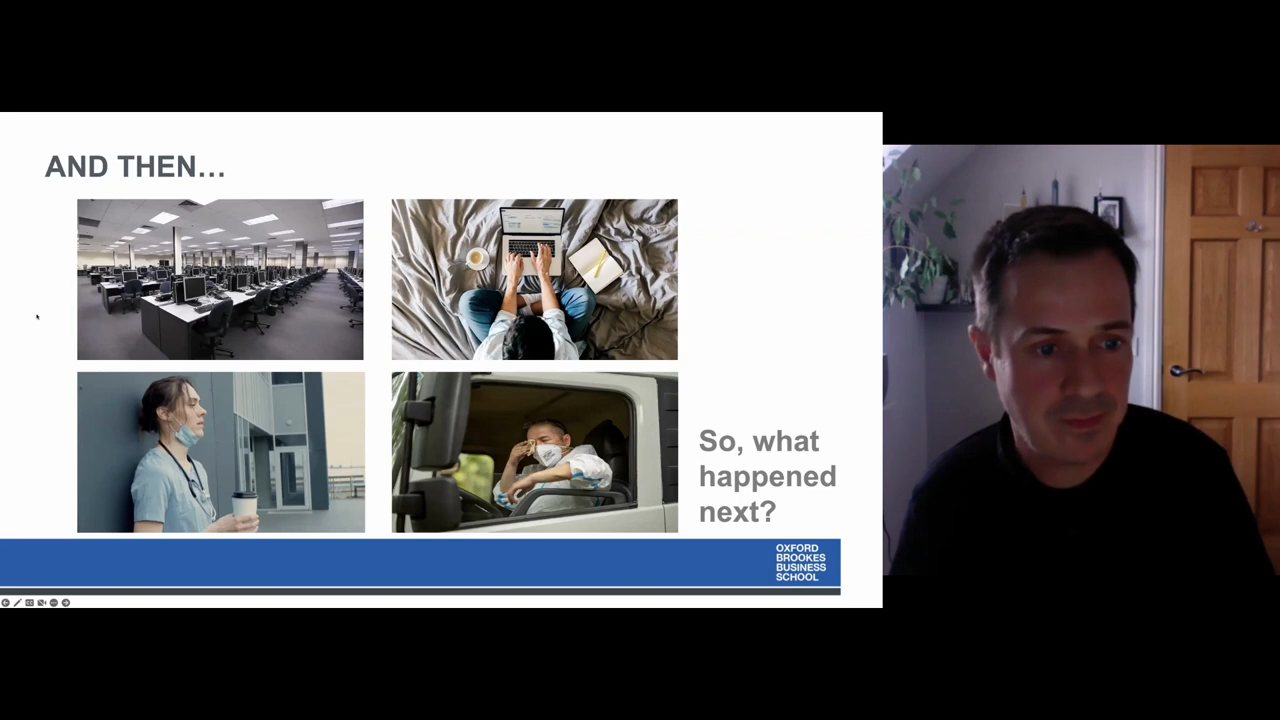 AND THEN...
So, what
happened
next?
OXFORD
BROOKES
BUSINESS
SCHOOL